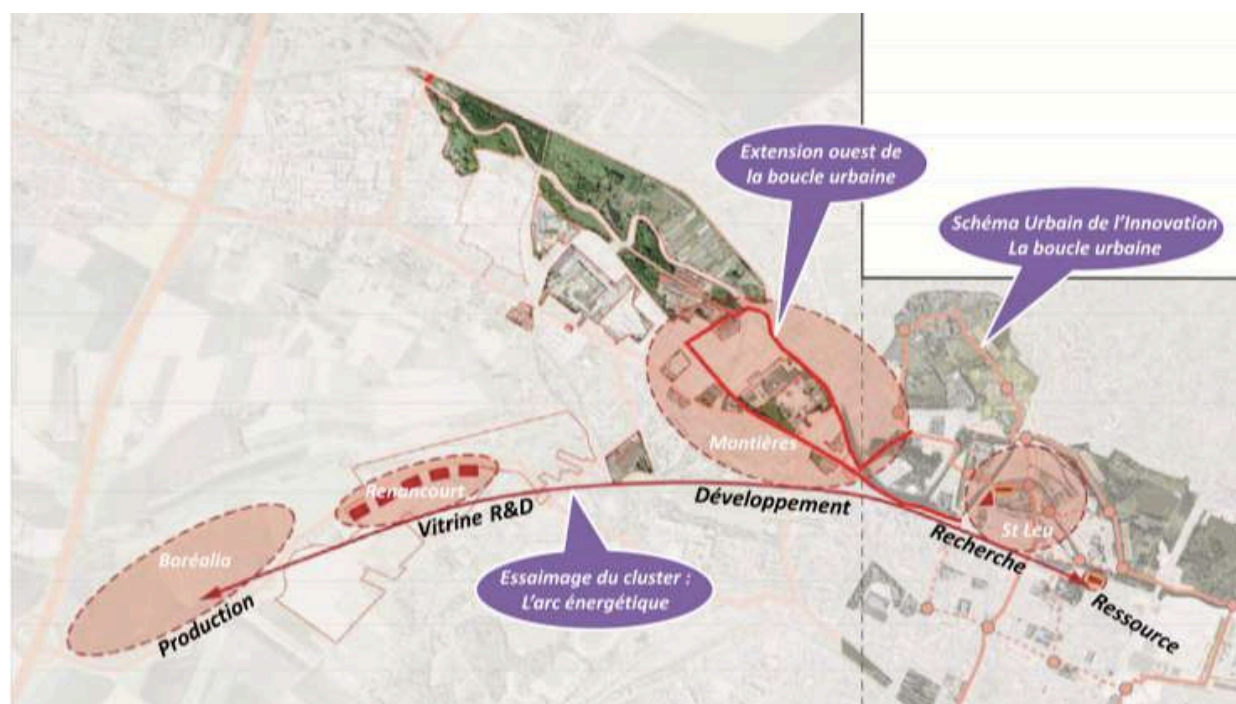 Extension ouest de
la boucle urbaine
Schéma Urbain de l'Innovation
La boucle urbaine
Montières
Renancourt
Vitrine R&D
Développement
St Leu
Recherche
Boréalia
Essaimage du cluster :
L'arc énergétique
Production
Ressource